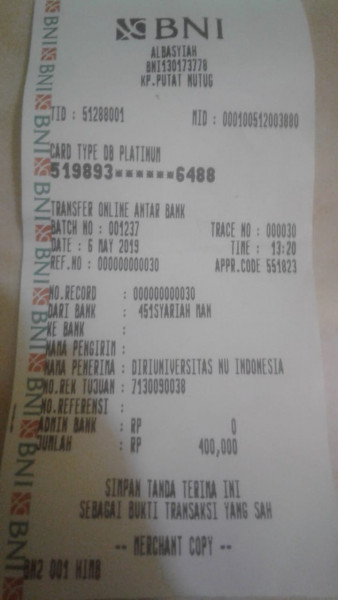 BNI
ALBASYIAH
BNI130173778
KP.PUTAT NUTUG
TID : 51288001 MID : 000100512003880
CARD TYPE DB PLATINUM
519893******6488
TRANSFER ONLINE ANTAR BANK
BATCH NO : 001237 TRACE NO : 000030
DATE : 6 MAY 2019 TIME : 13:20
REF.NO : 000000000030 APPR.CODE 551823
NO.RECORD : 000000000030
DARI BANK : 451SYARIAH MAN
KE BANK :
NAMA PENGIRIM :
NAMA PENERIMA : DIRIUNIVERSITAS NU INDONESIA
NO.REK TUJUAN : 7130090038
NO.REFERENSI :
ADMIN BANK : RP 0
JUMLAH : RP 400,000
SIMPAN TANDA TERIMA INI
SEBAGAI BUKTI TRANSAKSI YANG SAH
-- MERCHANT COPY --
BNI BNI BNI BNI BNI BNI BNI BNI